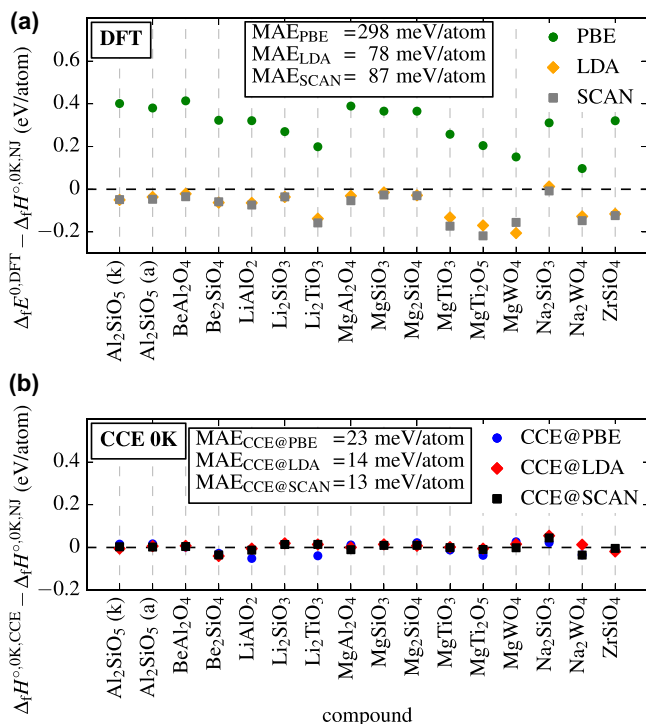 (a)
DFT
MAE_PBE = 298 meV/atom
MAE_LDA = 78 meV/atom
MAE_SCAN = 87 meV/atom
PBE
LDA
SCAN
Δ_f E^{0,DFT} − Δ_f H^{°,0K,NJ} (eV/atom)
0.6
0.4
0.2
0
−0.2
Al₂SiO₅ (k)
Al₂SiO₅ (a)
BeAl₂O4
Be₂SiO4
LiAlO2
Li₂SiO3
Li₂TiO3
MgAl₂O4
MgSiO3
Mg₂SiO4
MgTiO3
MgTi₂O5
MgWO4
Na₂SiO3
Na₂WO4
ZrSiO4
(b)
CCE 0K
MAE_CCE@PBE = 23 meV/atom
MAE_CCE@LDA = 14 meV/atom
MAE_CCE@SCAN = 13 meV/atom
CCE@PBE
CCE@LDA
CCE@SCAN
Δ_f H^{°,0K,CCE} − Δ_f H^{°,0K,NJ} (eV/atom)
0.4
0.2
0
−0.2
Al₂SiO₅ (k)
Al₂SiO₅ (a)
BeAl₂O4
Be₂SiO4
LiAlO2
Li₂SiO3
Li₂TiO3
MgAl₂O4
MgSiO3
Mg₂SiO4
MgTiO3
MgTi₂O5
MgWO4
Na₂SiO3
Na₂WO4
ZrSiO4
compound